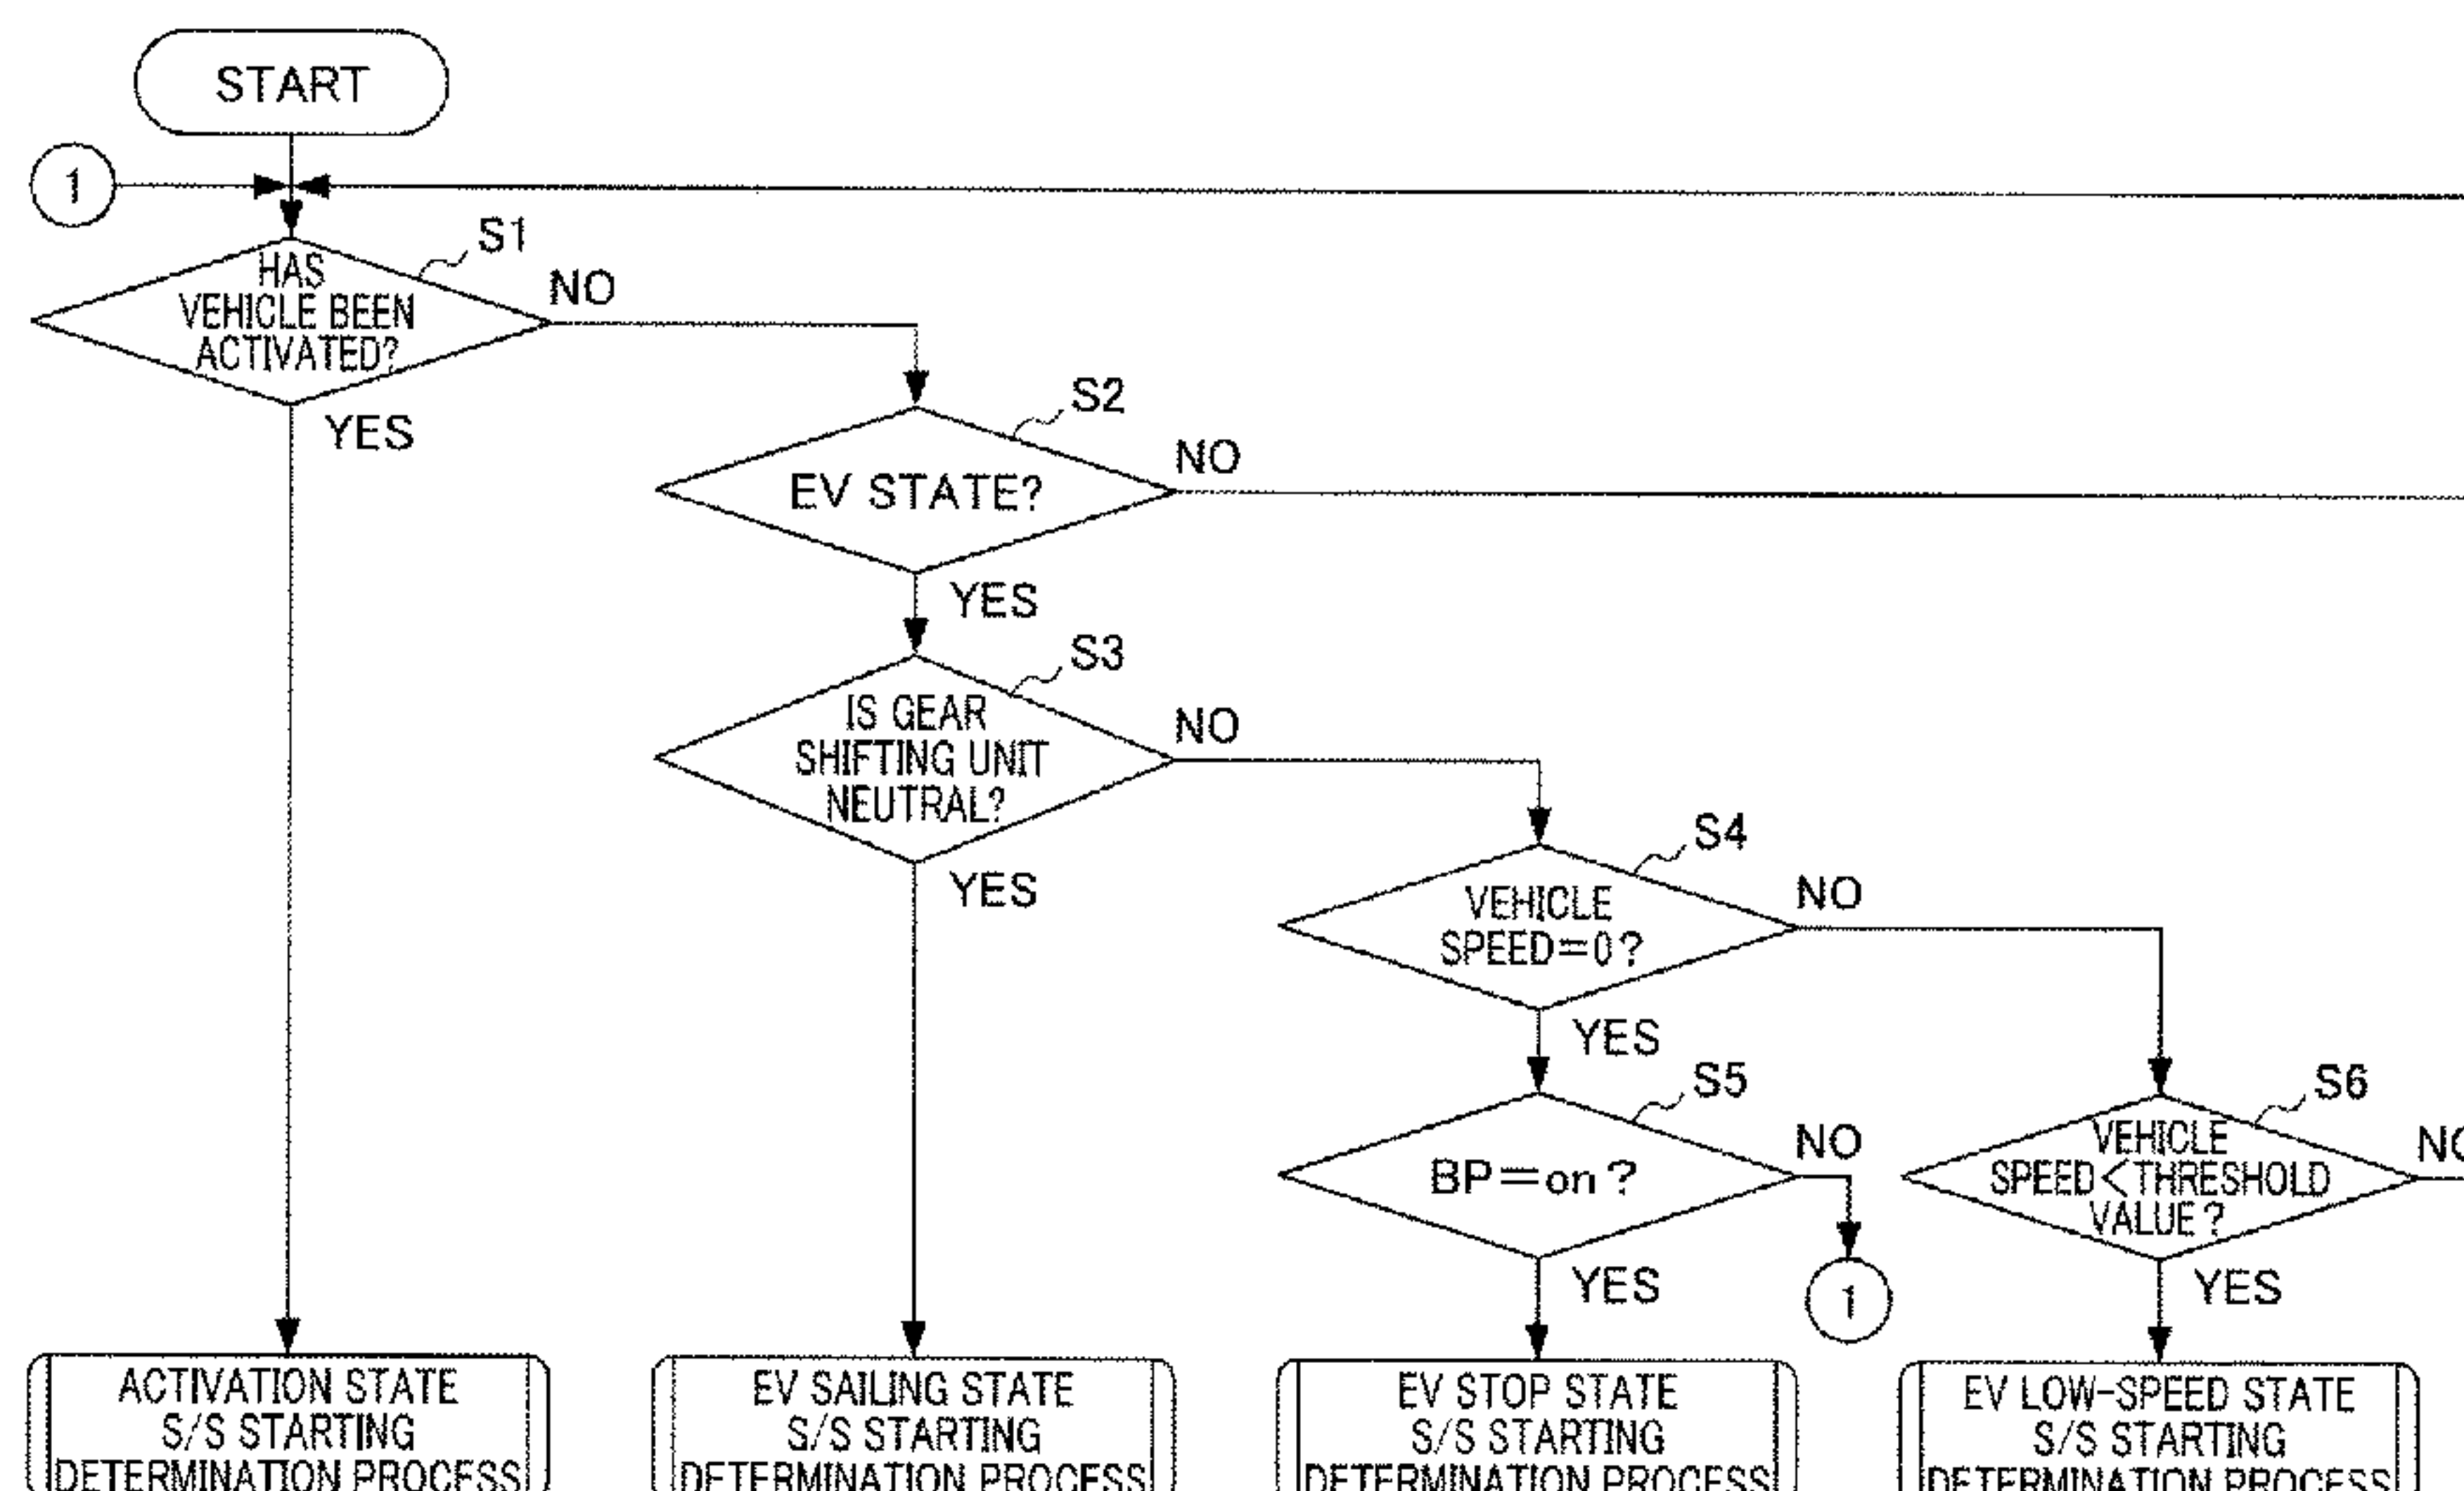 START
1
S1
HAS
VEHICLE BEEN
ACTIVATED?
NO
YES
S2
EV STATE?
NO
YES
S3
IS GEAR
SHIFTING UNIT
NEUTRAL?
NO
YES
S4
VEHICLE
SPEED=0?
NO
YES
S5
BP=on?
NO
YES
1
S6
VEHICLE
SPEED<THRESHOLD
VALUE?
NO
YES
ACTIVATION STATE
S/S STARTING
DETERMINATION PROCESS
EV SAILING STATE
S/S STARTING
DETERMINATION PROCESS
EV STOP STATE
S/S STARTING
DETERMINATION PROCESS
EV LOW-SPEED STATE
S/S STARTING
DETERMINATION PROCESS